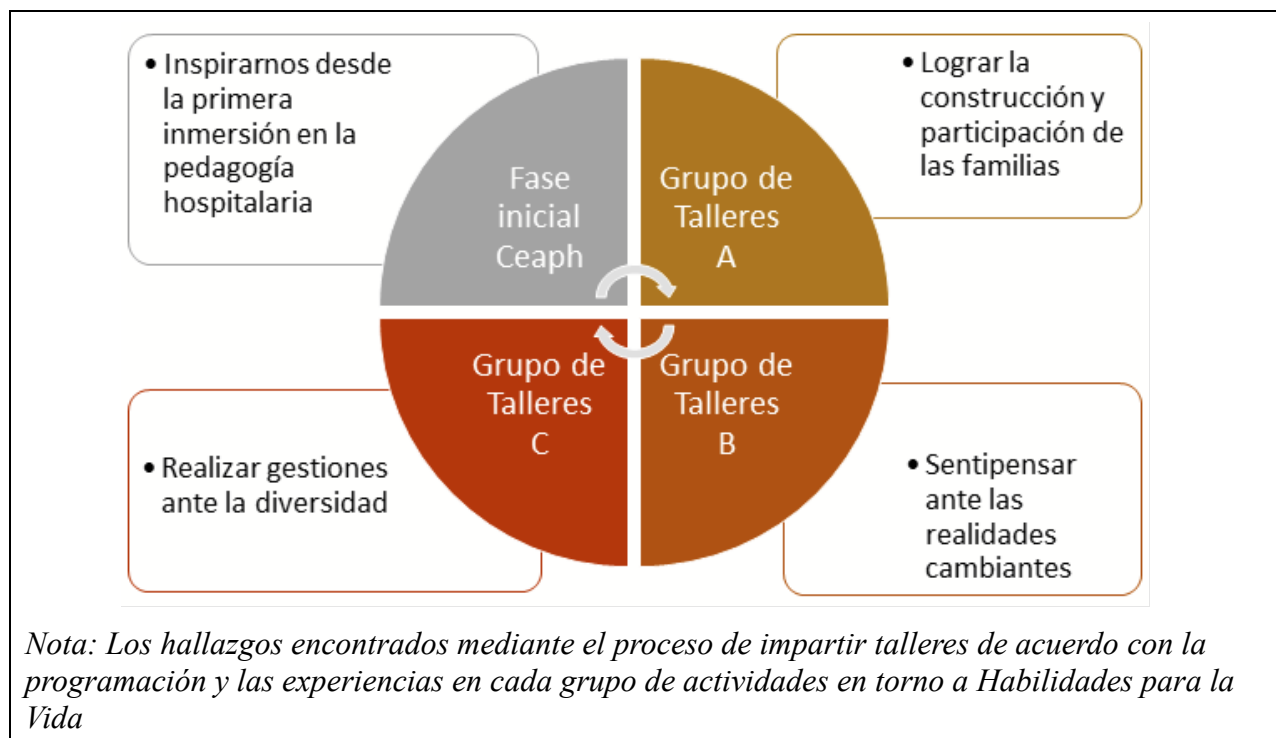 • Inspirarnos desde
la primera
inmersión en la
pedagogía
hospitalaria
Fase
inicial
Ceaph
Grupo de
Talleres
A
• Lograr la
construcción y
participación de
las familias
• Realizar gestiones
ante la diversidad
Grupo de
Talleres
C
Grupo de
Talleres
B
• Sentipensar
ante las
realidades
cambiantes
Nota: Los hallazgos encontrados mediante el proceso de impartir talleres de acuerdo con la
programación y las experiencias en cada grupo de actividades en torno a Habilidades para la
Vida